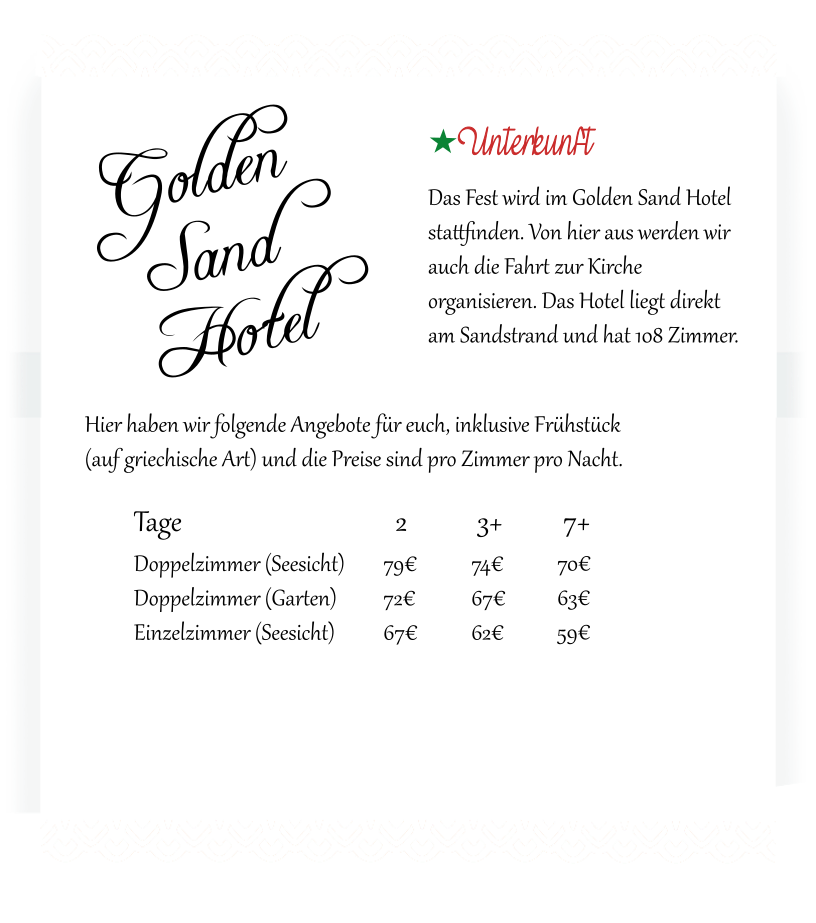 Golden
Sand
Hotel
★Unterkunft
Das Fest wird im Golden Sand Hotel
stattfinden. Von hier aus werden wir
auch die Fahrt zur Kirche
organisieren. Das Hotel liegt direkt
am Sandstrand und hat 108 Zimmer.
Hier haben wir folgende Angebote für euch, inklusive Frühstück
(auf griechische Art) und die Preise sind pro Zimmer pro Nacht.
Tage 2 3+ 7+
Doppelzimmer (Seesicht) 79€ 74€ 70€
Doppelzimmer (Garten) 72€ 67€ 63€
Einzelzimmer (Seesicht) 67€ 62€ 59€